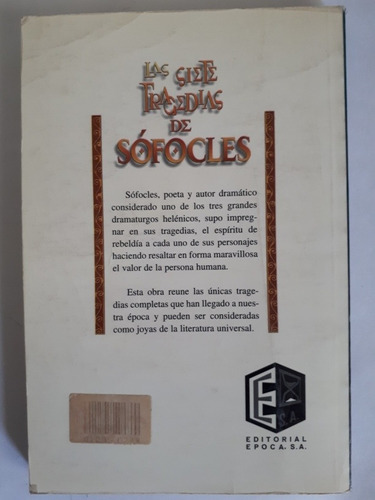 LAS SIETE
TRAGEDIAS
DE
SÓFOCLES
Sófocles, poeta y autor dramático
considerado uno de los tres grandes
dramaturgos helénicos, supo impreg-
nar en sus tragedias, el espíritu de
rebeldía a cada uno de sus personajes
haciendo resaltar en forma maravillosa
el valor de la persona humana.
Esta obra reune las únicas trage-
dias completas que han llegado a nues-
tra época y pueden ser consideradas
como joyas de la literatura universal.
E S.A.
EDITORIAL
EPOCA, S.A.